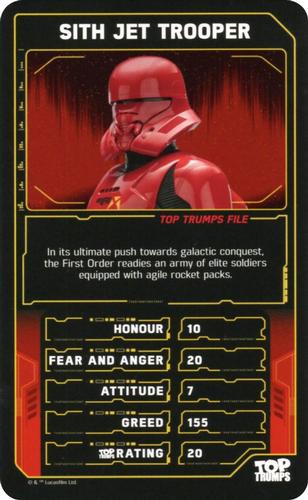 SITH JET TROOPER
TOP TRUMPS FILE
In its ultimate push towards galactic conquest,
the First Order readies an army of elite soldiers
equipped with agile rocket packs.
HONOUR 10
FEAR AND ANGER 20
ATTITUDE 7
GREED 155
TOP TRUMPS RATING 20
© & ™ Lucasfilm Ltd.
TOP
TRUMPS